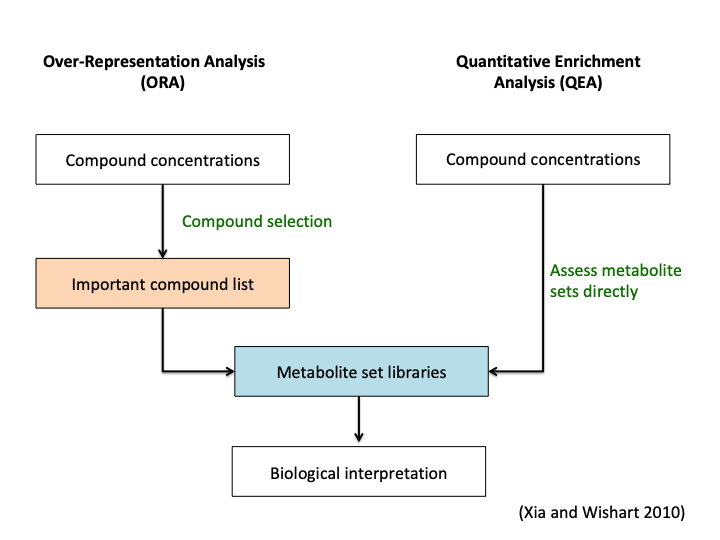 Over-Representation Analysis
(ORA)
Quantitative Enrichment
Analysis (QEA)
Compound concentrations
Compound concentrations
Compound selection
Assess metabolite
sets directly
Important compound list
Metabolite set libraries
Biological interpretation
(Xia and Wishart 2010)